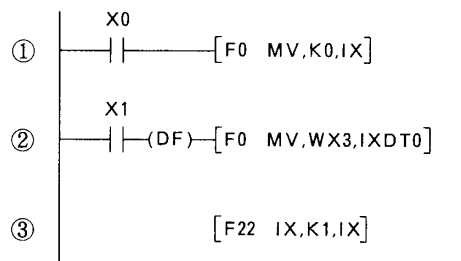 X0
① [F0 MV,K0,IX]
X1
② (DF) [F0 MV,WX3,IXDT0]
③ [F22 IX,K1,IX]